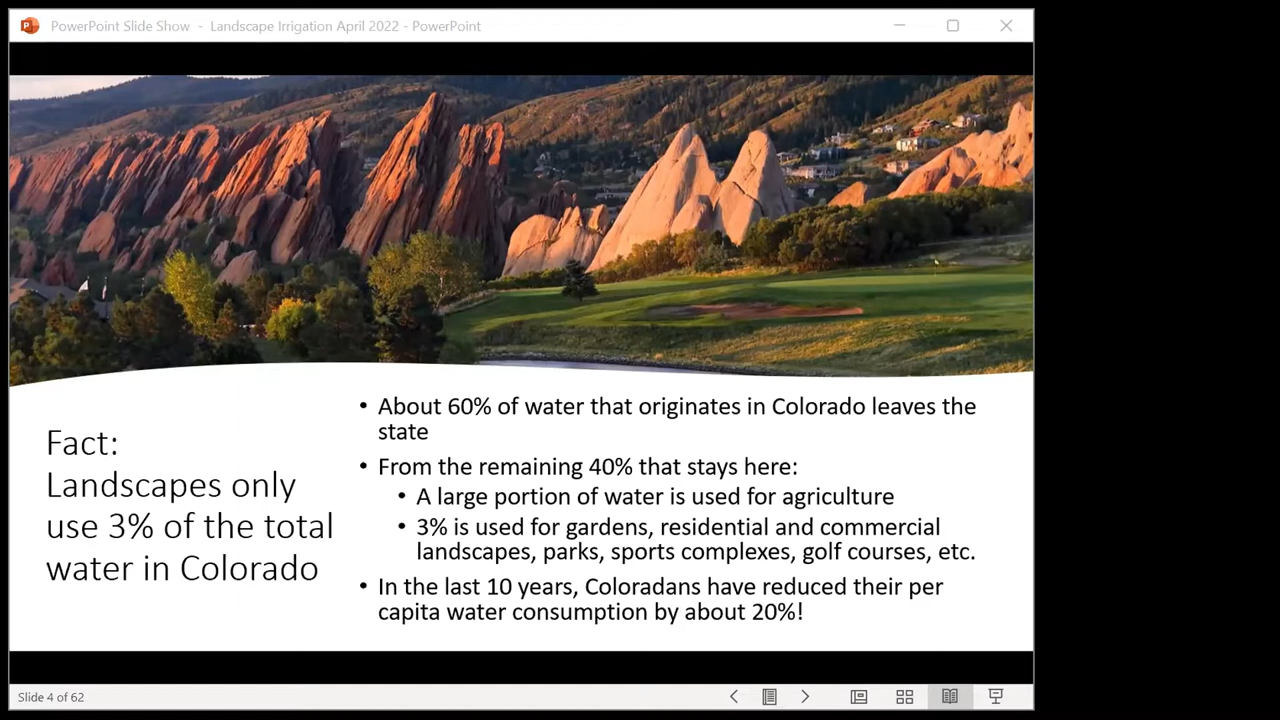 PowerPoint Slide Show - Landscape Irrigation April 2022 - PowerPoint
Fact:
Landscapes only
use 3% of the total
water in Colorado
• About 60% of water that originates in Colorado leaves the
state
• From the remaining 40% that stays here:
• A large portion of water is used for agriculture
• 3% is used for gardens, residential and commercial
landscapes, parks, sports complexes, golf courses, etc.
• In the last 10 years, Coloradans have reduced their per
capita water consumption by about 20%!
Slide 4 of 62